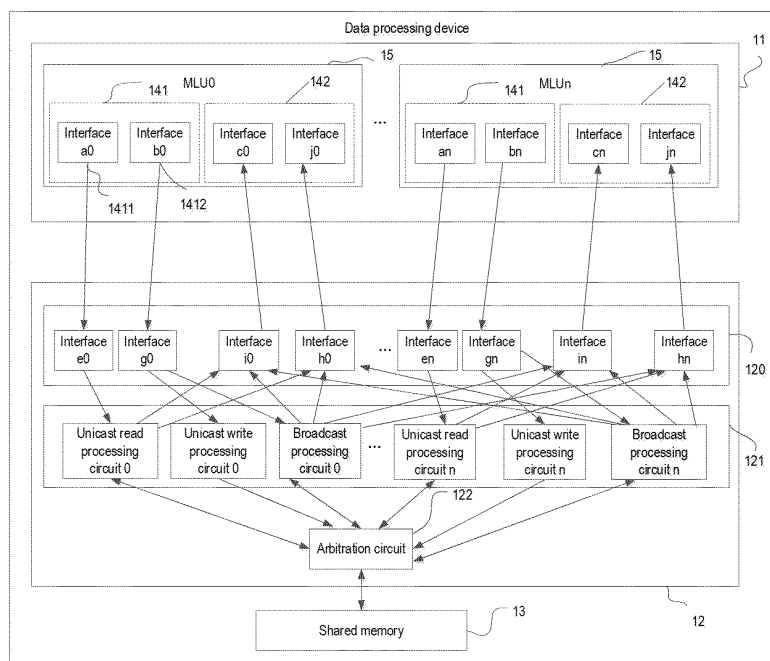 Data processing device
11
15
15
MLU0
141
142
...
MLUn
141
142
Interface a0
Interface b0
Interface c0
Interface j0
Interface an
Interface bn
Interface cn
Interface jn
1411
1412
Interface e0
Interface g0
Interface i0
Interface h0
...
Interface en
Interface gn
Interface in
Interface hn
120
Unicast read processing circuit 0
Unicast write processing circuit 0
Broadcast processing circuit 0
...
Unicast read processing circuit n
Unicast write processing circuit n
Broadcast processing circuit n
121
122
Arbitration circuit
12
13
Shared memory